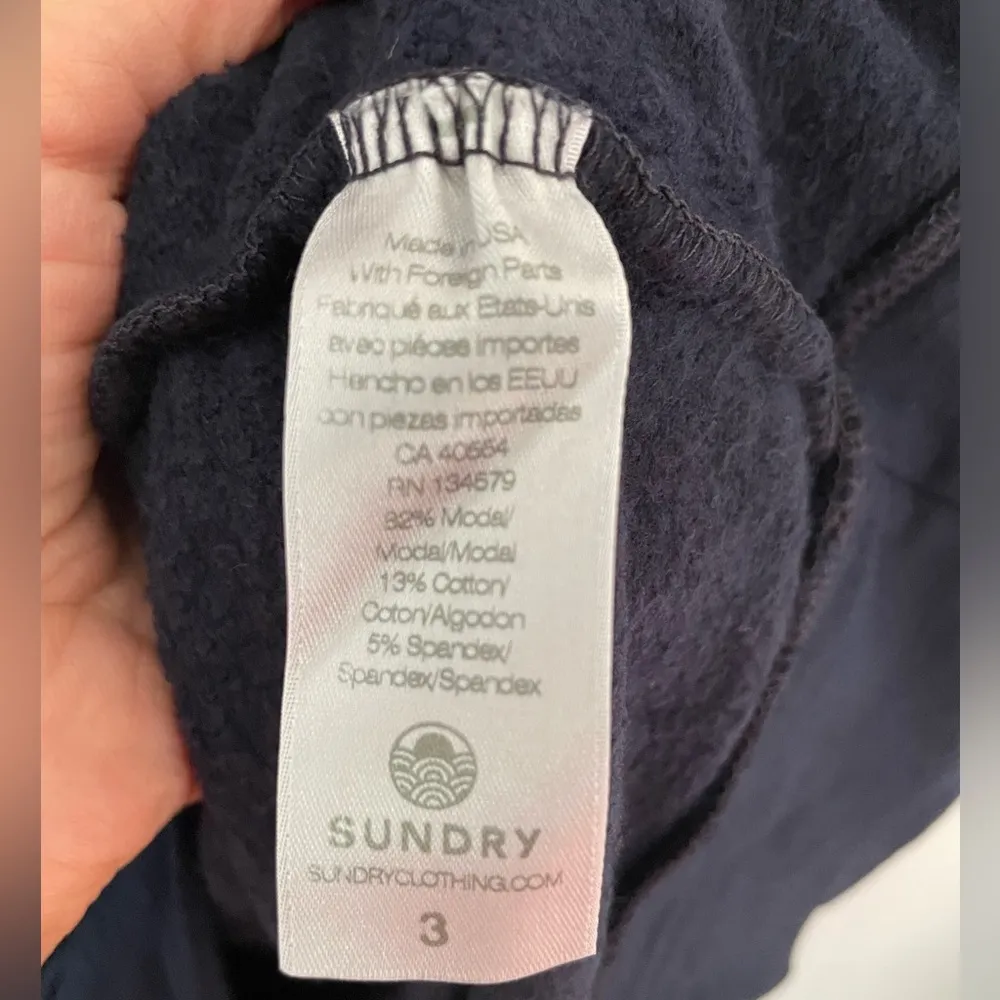 Made in USA
With Foreign Parts
Fabriqué aux Etats-Unis
avec pièces importes
Hancho en los EEUU
con piezas importadas
CA 40554
RN 134579
82% Modal/
Modal/Modal
13% Cotton/
Coton/Algodon
5% Spandex/
Spandex/Spandex
SUNDRY
SUNDRYCLOTHING.COM
3